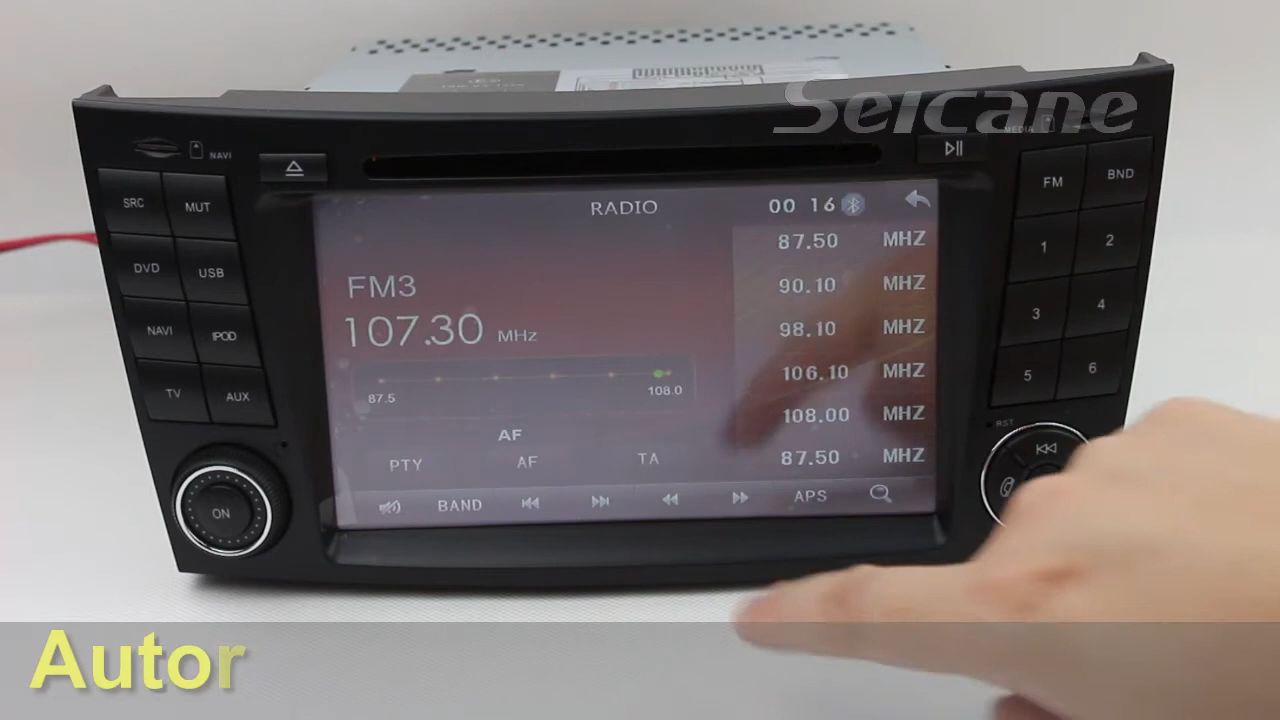 Seicane
NAVI
MEDIA
SRC
MUT
DVD
USB
NAVI
IPOD
TV
AUX
ON
RADIO
00 16
FM3
107.30 MHz
87.5
108.0
AF
PTY
AF
TA
BAND
APS
87.50 MHZ
90.10 MHZ
98.10 MHZ
106.10 MHZ
108.00 MHZ
87.50 MHZ
FM
BND
1
2
3
4
5
6
RST
Autor